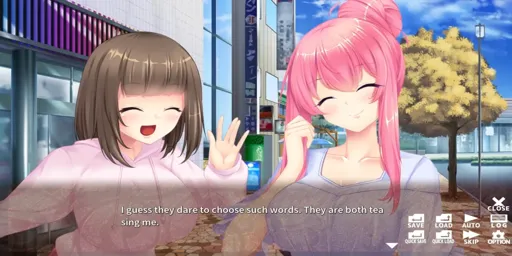 I guess they dare to choose such words. They are both tea
sing me.
CLOSE
SAVE
LOAD
AUTO
LOG
QUICK SAVE
QUICK LOAD
SKIP
OPTION